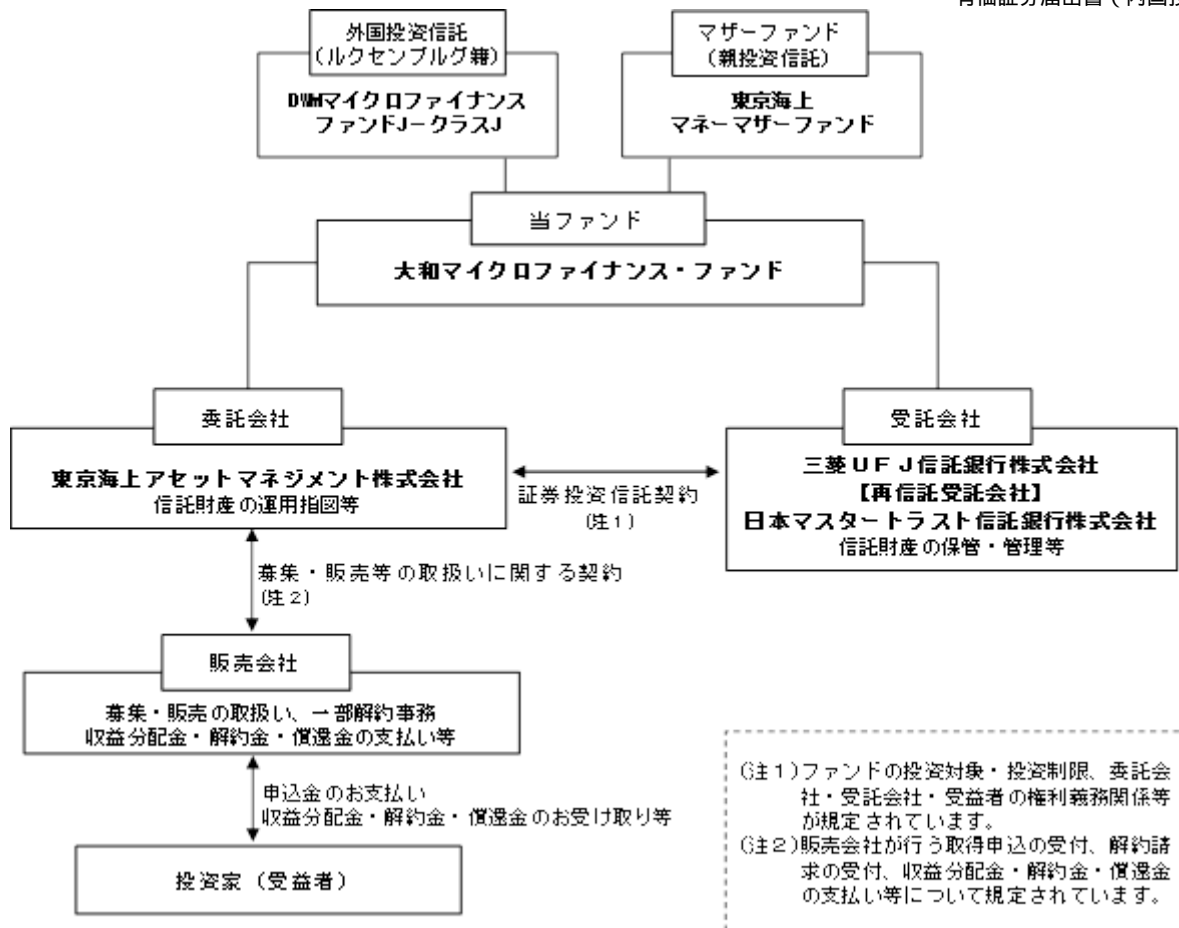 有価証券届出書(内国投
外国投資信託
(ルクセンブルグ籍)
DWMマイクロファイナンス
ファンドJ-クラスJ
マザーファンド
(親投資信託)
東京海上
マネーマザーファンド
当ファンド
大和マイクロファイナンス・ファンド
委託会社
東京海上アセットマネジメント株式会社
信託財産の運用指図等
証券投資信託契約
(注1)
受託会社
三菱UFJ信託銀行株式会社
【再信託受託会社】
日本マスタートラスト信託銀行株式会社
信託財産の保管・管理等
募集・販売等の取扱いに関する契約
(注2)
販売会社
募集・販売の取扱い、一部解約事務
収益分配金・解約金・償還金の支払い等
申込金のお支払い
収益分配金・解約金・償還金のお受け取り等
投資家(受益者)
(注1)ファンドの投資対象・投資制限、委託会
社・受託会社・受益者の権利義務関係等
が規定されています。
(注2)販売会社が行う取得申込の受付、解約請
求の受付、収益分配金・解約金・償還金
の支払い等について規定されています。